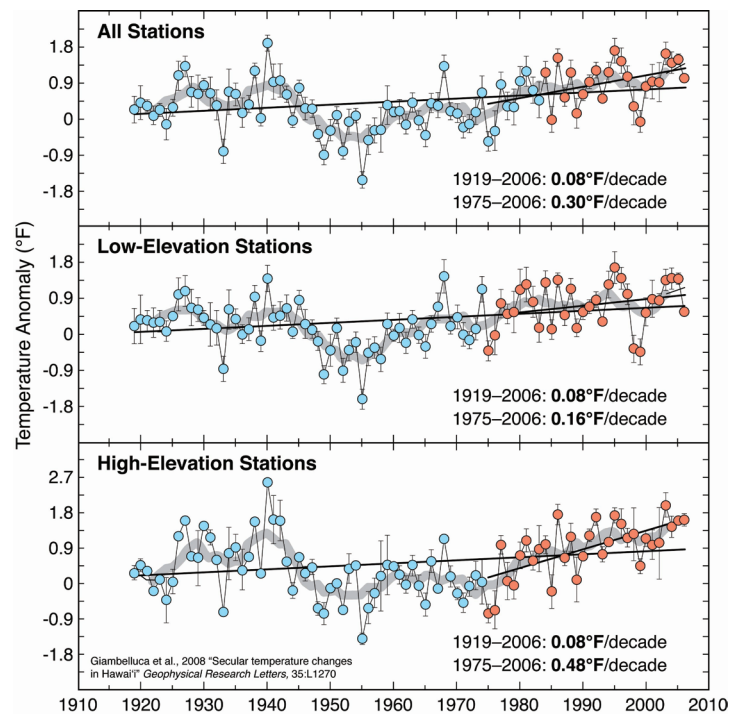 All Stations
1.8
0.9
0
-0.9
-1.8
1919–2006: 0.08°F/decade
1975–2006: 0.30°F/decade
Temperature Anomaly (°F)
Low-Elevation Stations
1.8
0.9
0
-0.9
-1.8
1919–2006: 0.08°F/decade
1975–2006: 0.16°F/decade
High-Elevation Stations
2.7
1.8
0.9
0
-0.9
-1.8
1919–2006: 0.08°F/decade
1975–2006: 0.48°F/decade
Giambelluca et al., 2008 "Secular temperature changes
in Hawai'i" Geophysical Research Letters, 35:L1270
1910 1920 1930 1940 1950 1960 1970 1980 1990 2000 2010